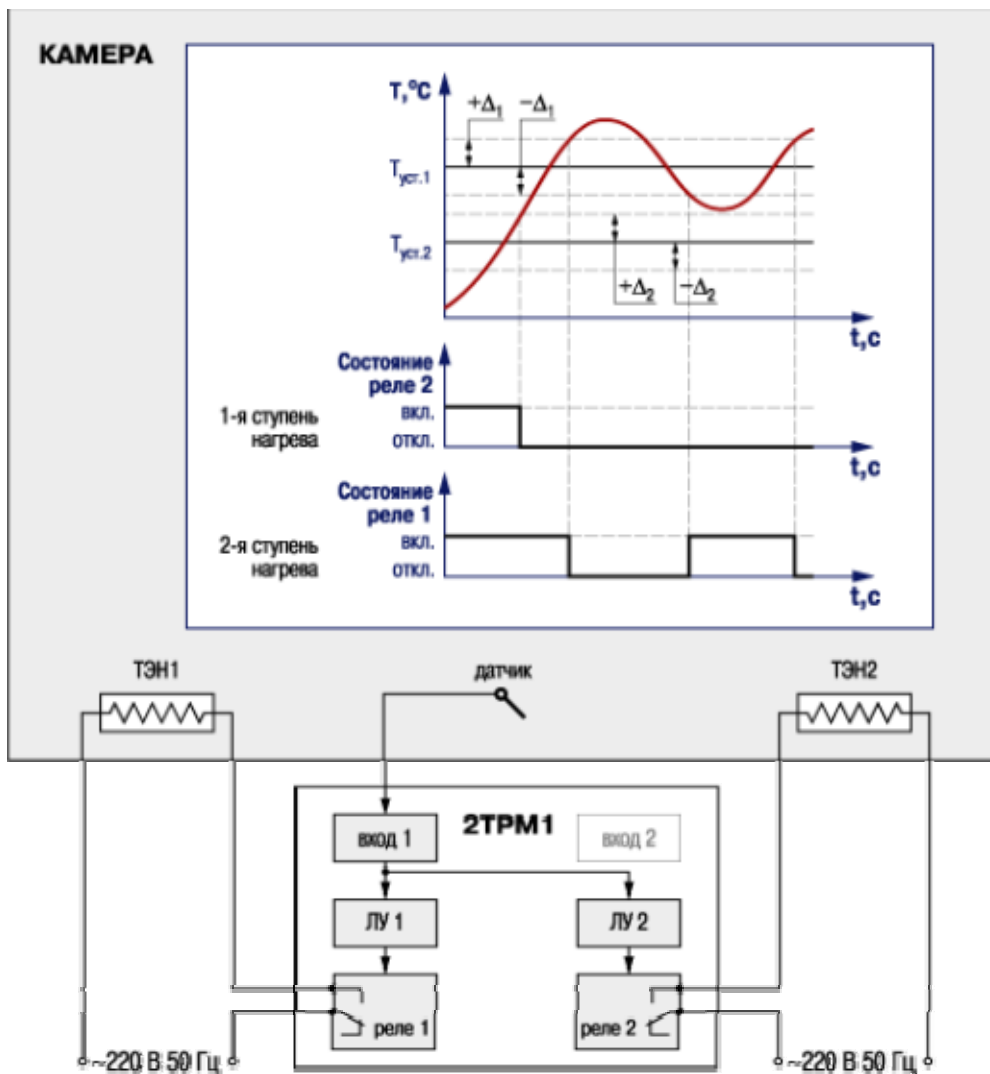 КАМЕРА
T,°C
+Δ1
−Δ1
Tуст.1
Tуст.2
+Δ2
−Δ2
t,c
Состояние
реле 2
1-я ступень
нагрева
вкл.
откл.
t,c
Состояние
реле 1
2-я ступень
нагрева
вкл.
откл.
t,c
ТЭН1
датчик
ТЭН2
2ТРМ1
вход 1
вход 2
ЛУ 1
ЛУ 2
реле 1
реле 2
~220 В 50 Гц
~220 В 50 Гц